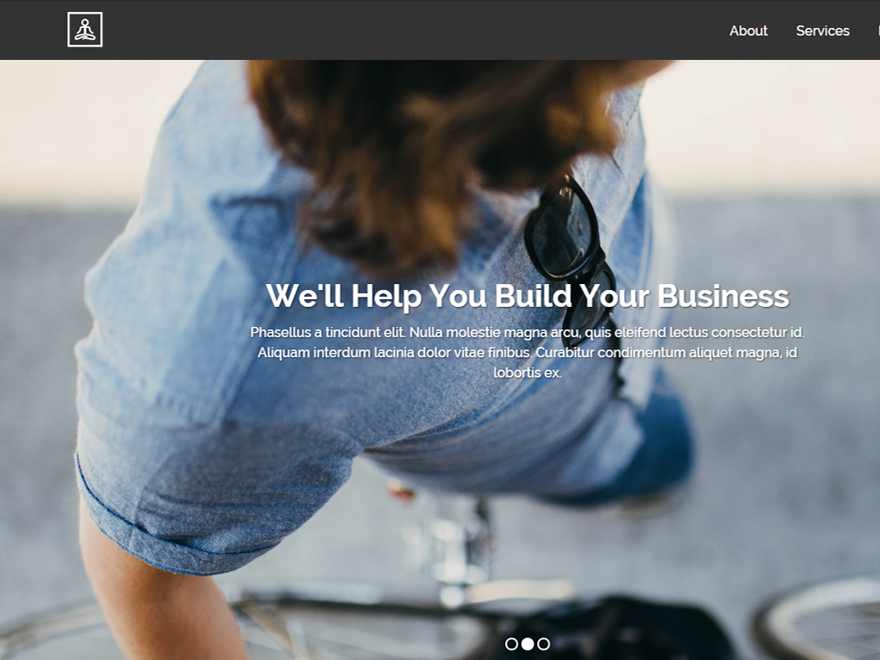 About Services
We'll Help You Build Your Business
Phasellus a tincidunt elit. Nulla molestie magna arcu, quis eleifend lectus consectetur id.
Aliquam interdum lacinia dolor vitae finibus. Curabitur condimentum aliquet magna, id
lobortis ex.